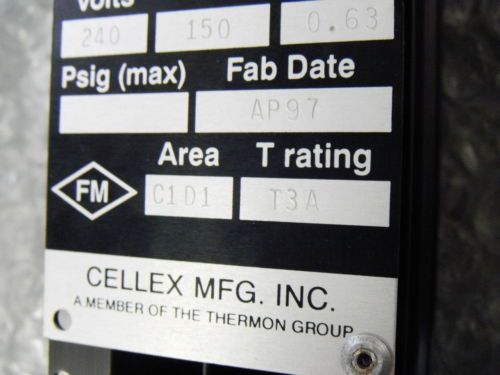 Volts
240 150 0.63
Psig (max) Fab Date
AP97
Area T rating
FM C1D1 T3A
CELLEX MFG. INC.
A MEMBER OF THE THERMON GROUP